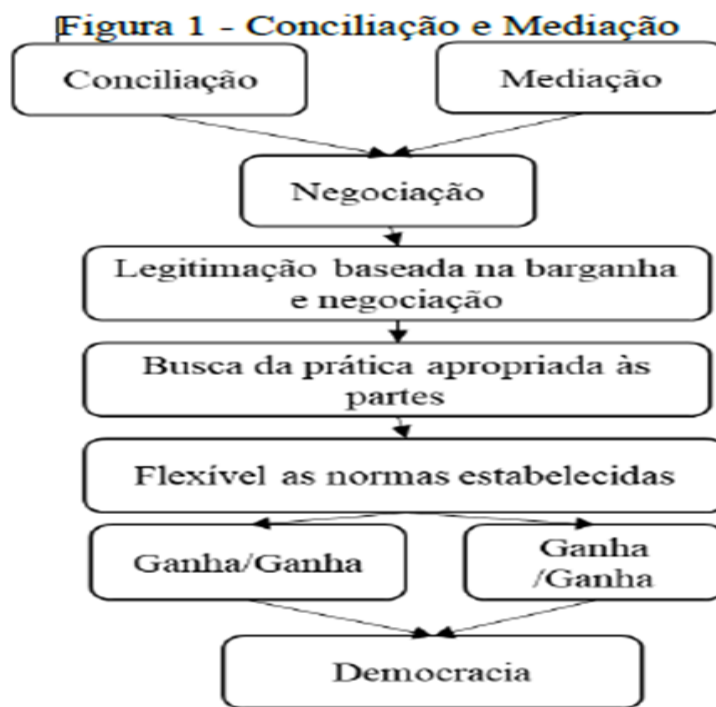 Figura 1 - Conciliação e Mediação
Conciliação
Mediação
Negociação
Legitimação baseada na barganha
e negociação
Busca da prática apropriada às
partes
Flexível as normas estabelecidas
Ganha/Ganha
Ganha
/Ganha
Democracia